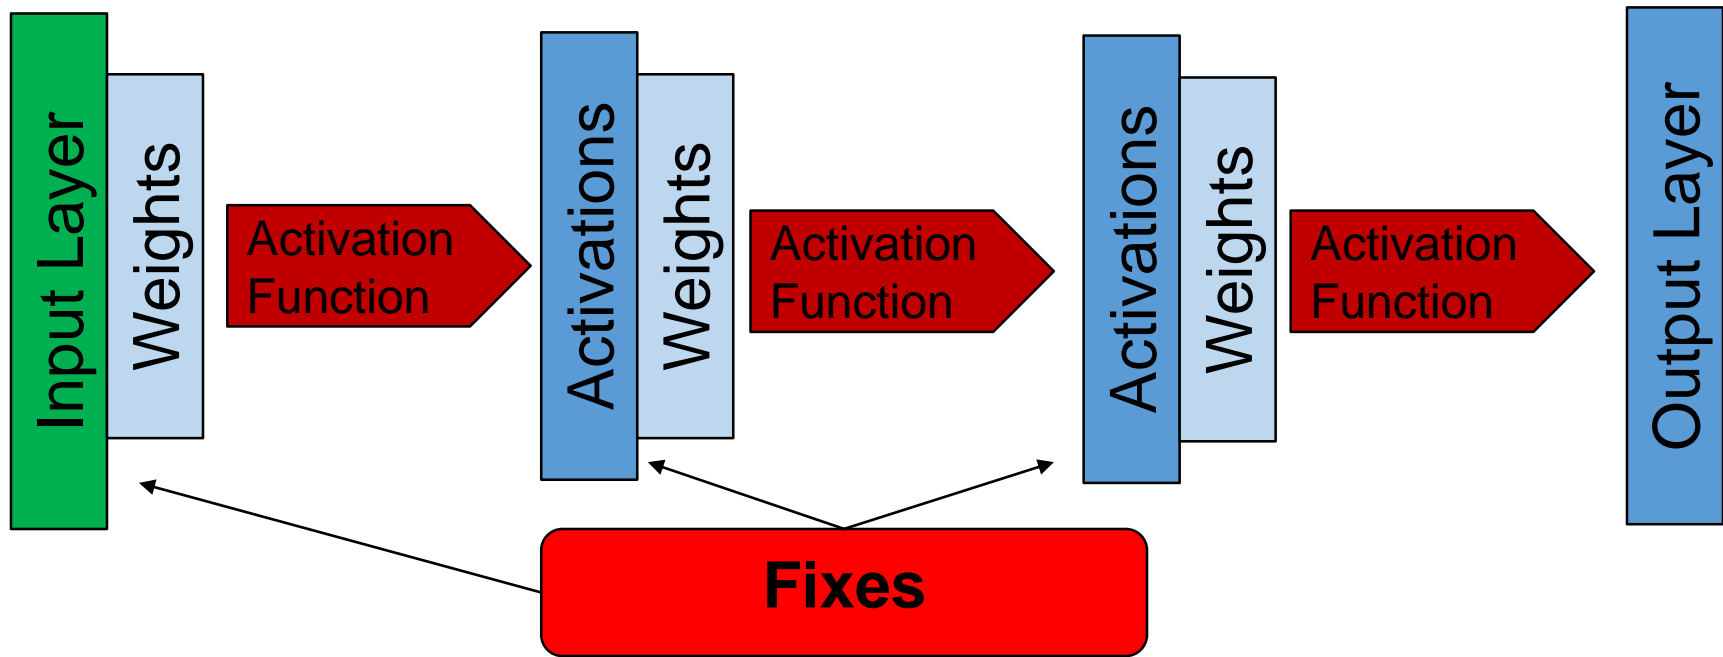 Input Layer
Weights
Activation
Function
Activations
Weights
Activation
Function
Activations
Weights
Activation
Function
Output Layer
Fixes